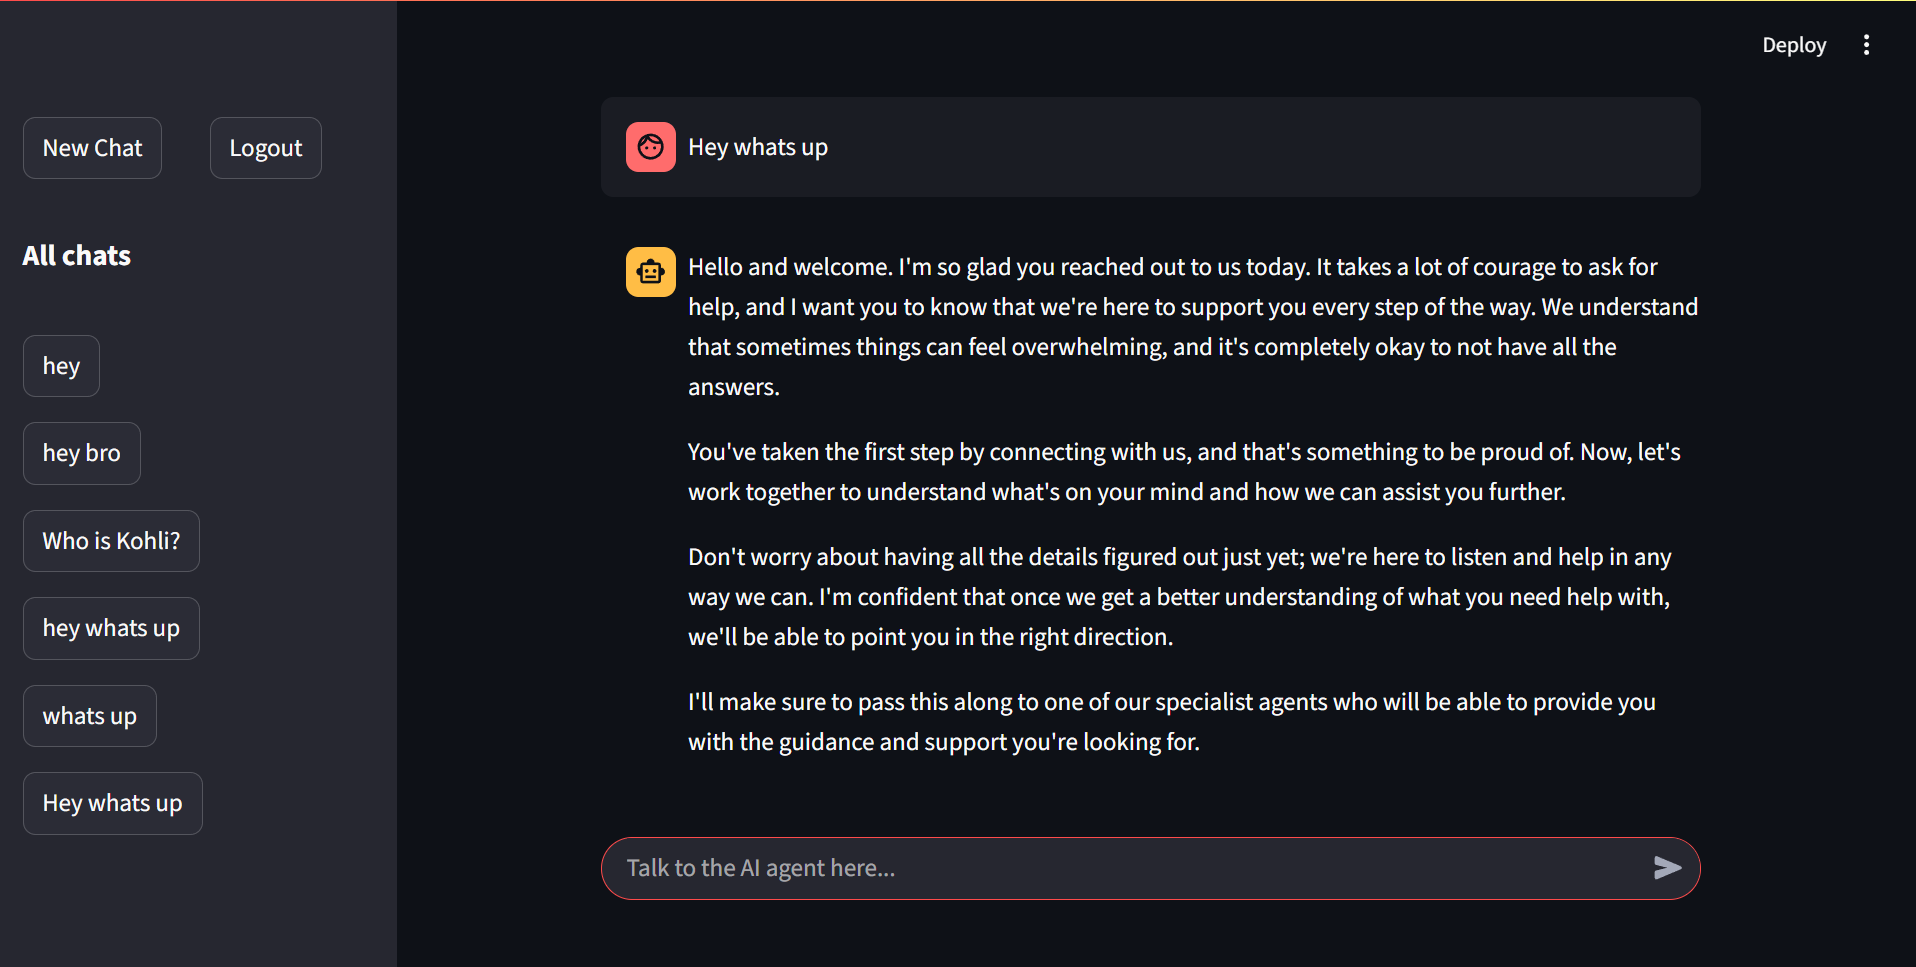 Deploy
New Chat
Logout
All chats
hey
hey bro
Who is Kohli?
hey whats up
whats up
Hey whats up
Hey whats up
Hello and welcome. I'm so glad you reached out to us today. It takes a lot of courage to ask for
help, and I want you to know that we're here to support you every step of the way. We understand
that sometimes things can feel overwhelming, and it's completely okay to not have all the
answers.
You've taken the first step by connecting with us, and that's something to be proud of. Now, let's
work together to understand what's on your mind and how we can assist you further.
Don't worry about having all the details figured out just yet; we're here to listen and help in any
way we can. I'm confident that once we get a better understanding of what you need help with,
we'll be able to point you in the right direction.
I'll make sure to pass this along to one of our specialist agents who will be able to provide you
with the guidance and support you're looking for.
Talk to the AI agent here...